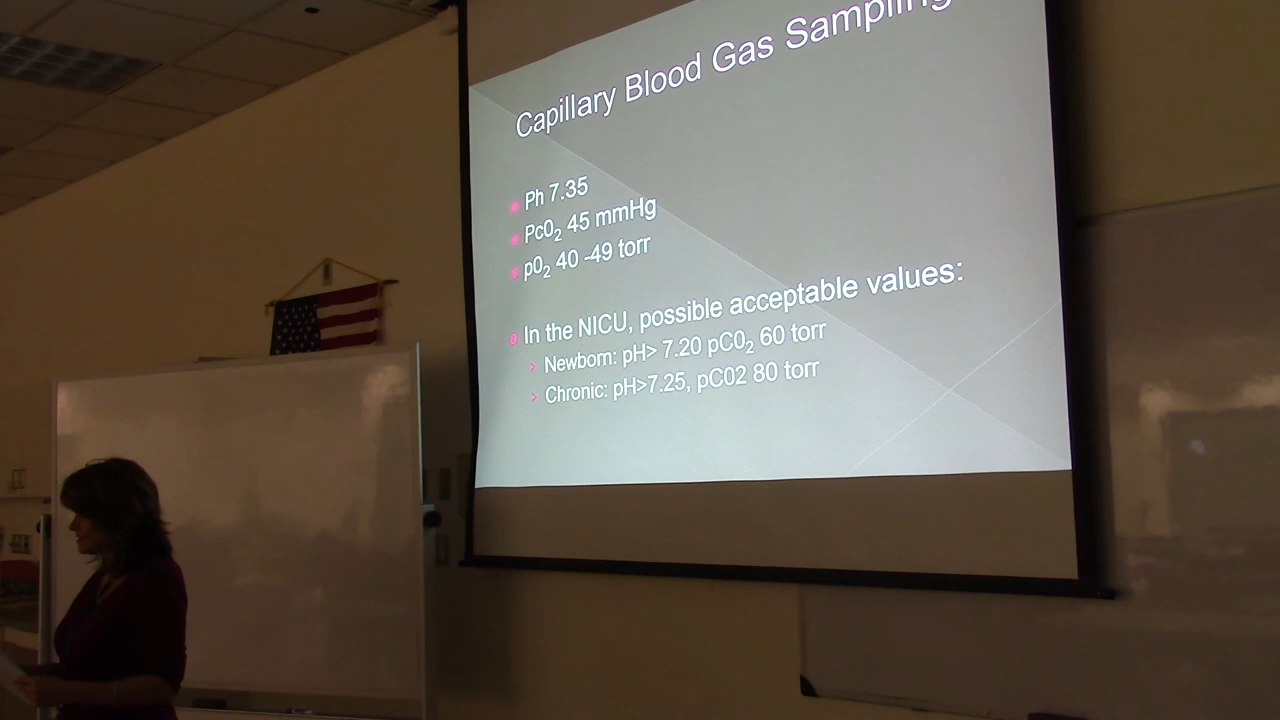 Capillary Blood Gas Sampling
Ph 7.35
Pc0₂ 45 mmHg
p0₂ 40 -49 torr
In the NICU, possible acceptable values:
Newborn: pH> 7.20 pC0₂ 60 torr
Chronic: pH>7.25, pC02 80 torr